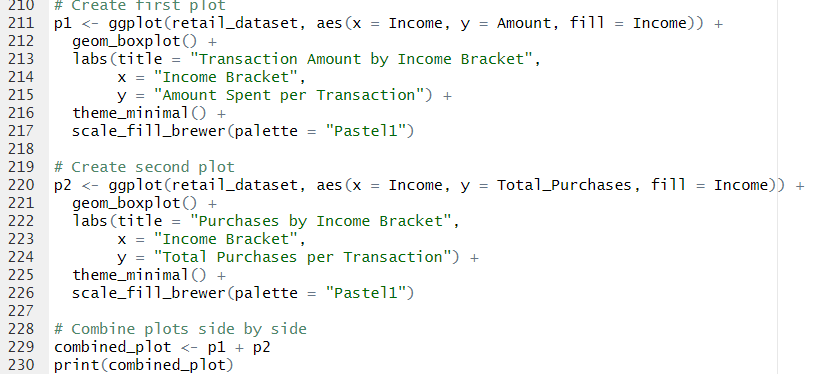 210 # Create first plot
211 p1 <- ggplot(retail_dataset, aes(x = Income, y = Amount, fill = Income)) +
212   geom_boxplot() +
213   labs(title = "Transaction Amount by Income Bracket",
214        x = "Income Bracket",
215        y = "Amount Spent per Transaction") +
216   theme_minimal() +
217   scale_fill_brewer(palette = "Pastel1")
218
219 # Create second plot
220 p2 <- ggplot(retail_dataset, aes(x = Income, y = Total_Purchases, fill = Income)) +
221   geom_boxplot() +
222   labs(title = "Purchases by Income Bracket",
223        x = "Income Bracket",
224        y = "Total Purchases per Transaction") +
225   theme_minimal() +
226   scale_fill_brewer(palette = "Pastel1")
227
228 # Combine plots side by side
229 combined_plot <- p1 + p2
230 print(combined_plot)